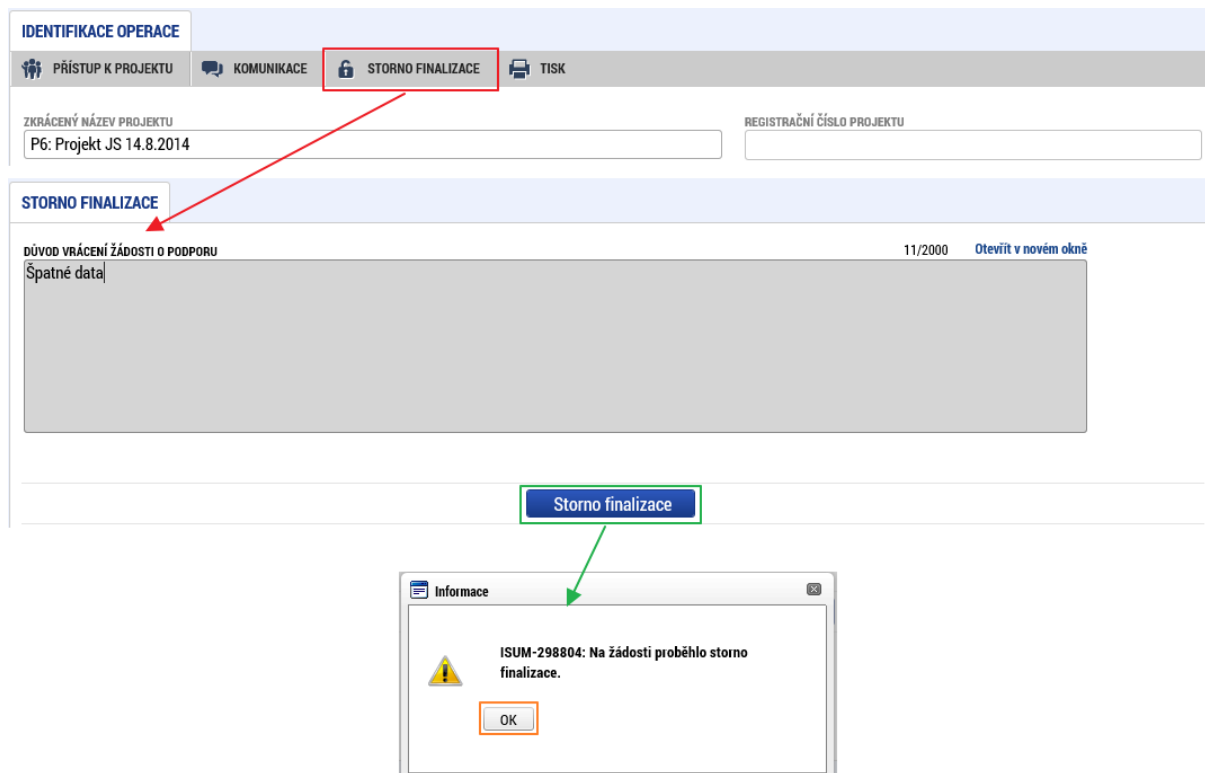 IDENTIFIKACE OPERACE
PŘÍSTUP K PROJEKTU KOMUNIKACE STORNO FINALIZACE TISK
ZKRÁCENÝ NÁZEV PROJEKTU REGISTRAČNÍ ČÍSLO PROJEKTU
P6: Projekt JS 14.8.2014
STORNO FINALIZACE
DŮVOD VRÁCENÍ ŽÁDOSTI O PODPORU 11/2000 Otevřít v novém okně
Špatné data
Storno finalizace
Informace
ISUM-298804: Na žádosti proběhlo storno
finalizace.
OK